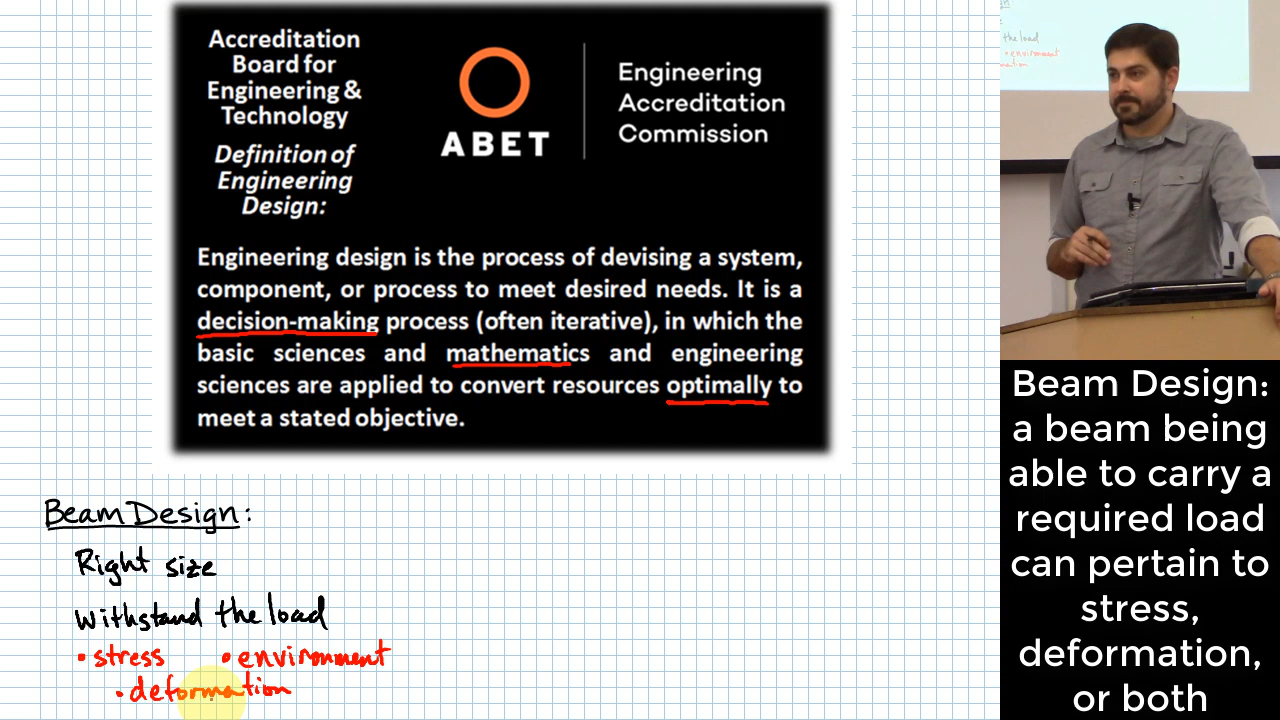 Accreditation
Board for
Engineering &
Technology
Definition of
Engineering
Design:
ABET
Engineering
Accreditation
Commission
Engineering design is the process of devising a system,
component, or process to meet desired needs. It is a
decision-making process (often iterative), in which the
basic sciences and mathematics and engineering
sciences are applied to convert resources optimally to
meet a stated objective.
Beam Design:
Right size
Withstand the load
• stress • environment
• deformation
the load
• environment
Beam Design:
a beam being
able to carry a
required load
can pertain to
stress,
deformation,
or both